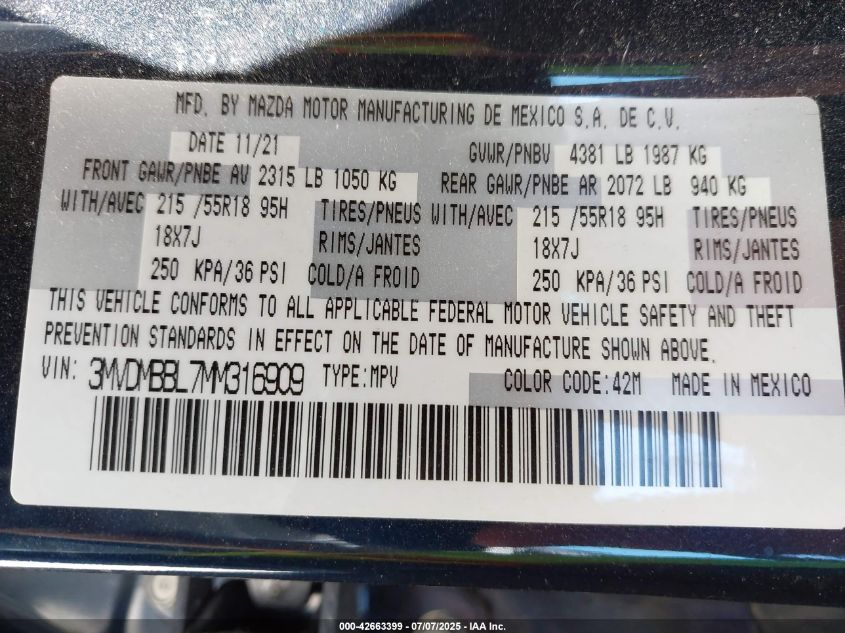 MFD. BY MAZDA MOTOR MANUFACTURING DE MEXICO S.A. DE C.V.
DATE 11/21 GVWR/PNBV 4381 LB 1987 KG
FRONT GAWR/PNBE AV 2315 LB 1050 KG REAR GAWR/PNBE AR 2072 LB 940 KG
WITH/AVEC 215 /55R18 95H TIRES/PNEUS WITH/AVEC 215 /55R18 95H TIRES/PNEUS
18X7J RIMS/JANTES 18X7J RIMS/JANTES
250 KPA/36 PSI COLD/A FROID 250 KPA/36 PSI COLD/A FROID
THIS VEHICLE CONFORMS TO ALL APPLICABLE FEDERAL MOTOR VEHICLE SAFETY AND THEFT
PREVENTION STANDARDS IN EFFECT ON THE DATE OF MANUFACTURE SHOWN ABOVE.
VIN: 3MVDMBBL7MM316909 TYPE:MPV COLOR CODE:42M MADE IN MEXICO
000-42663399 - 07/07/2025 - IAA Inc.